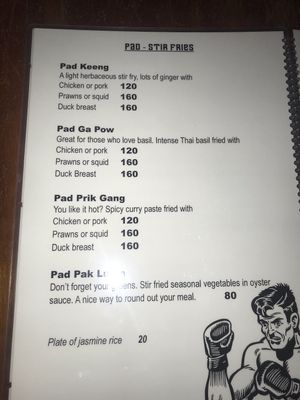 PAD - STIR FRIES
Pad Keeng
A light herbaceous stir fry, lots of ginger with
Chicken or pork 120
Prawns or squid 160
Duck breast 160
Pad Ga Pow
Great for those who love basil. Intense Thai basil fried with
Chicken or pork 120
Prawns or squid 160
Duck Breast 160
Pad Prik Gang
You like it hot? Spicy curry paste fried with
Chicken or pork 120
Prawns or squid 160
Duck breast 160
Pad Pak
Don't forget your greens. Stir fried seasonal vegetables in oyster
sauce. A nice way to round out your meal. 80
Plate of jasmine rice 20